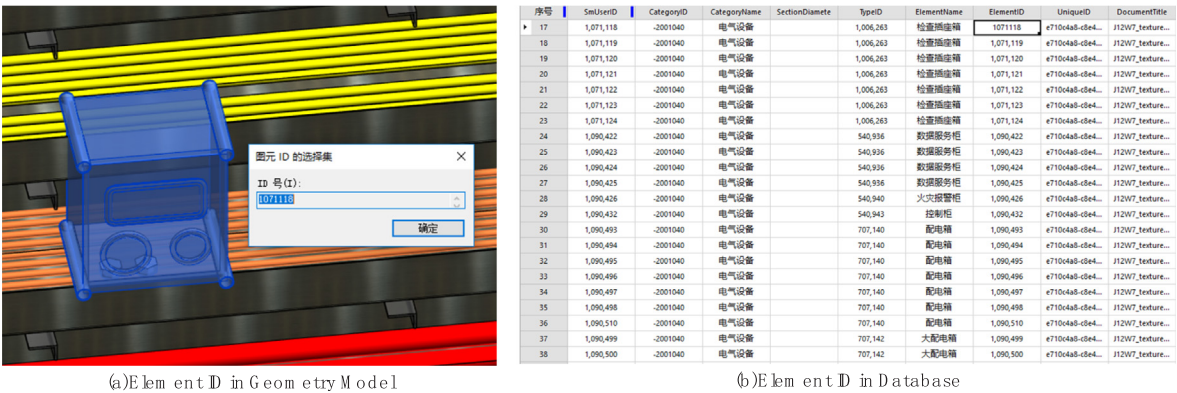 图元 ID 的选择集
ID 号(I):
1071118
确定
(a)ElementID in Geometry Model
序号 SmUserID CategoryID CategoryName SectionDiamete TypeID ElementName ElementID UniqueID DocumentTitle
17 1,071,118 -2001040 电气设备 1,006,263 检查插座箱 1071118 e710c4a8-c8e4... J12W7_texture...
18 1,071,119 -2001040 电气设备 1,006,263 检查插座箱 1,071,119 e710c4a8-c8e4... J12W7_texture...
19 1,071,120 -2001040 电气设备 1,006,263 检查插座箱 1,071,120 e710c4a8-c8e4... J12W7_texture...
20 1,071,121 -2001040 电气设备 1,006,263 检查插座箱 1,071,121 e710c4a8-c8e4... J12W7_texture...
21 1,071,122 -2001040 电气设备 1,006,263 检查插座箱 1,071,122 e710c4a8-c8e4... J12W7_texture...
22 1,071,123 -2001040 电气设备 1,006,263 检查插座箱 1,071,123 e710c4a8-c8e4... J12W7_texture...
23 1,071,124 -2001040 电气设备 1,006,263 检查插座箱 1,071,124 e710c4a8-c8e4... J12W7_texture...
24 1,090,422 -2001040 电气设备 540,936 数据服务柜 1,090,422 e710c4a8-c8e4... J12W7_texture...
25 1,090,423 -2001040 电气设备 540,936 数据服务柜 1,090,423 e710c4a8-c8e4... J12W7_texture...
26 1,090,424 -2001040 电气设备 540,936 数据服务柜 1,090,424 e710c4a8-c8e4... J12W7_texture...
27 1,090,425 -2001040 电气设备 540,936 数据服务柜 1,090,425 e710c4a8-c8e4... J12W7_texture...
28 1,090,426 -2001040 电气设备 540,940 火灾报警柜 1,090,426 e710c4a8-c8e4... J12W7_texture...
29 1,090,432 -2001040 电气设备 540,943 控制柜 1,090,432 e710c4a8-c8e4... J12W7_texture...
30 1,090,493 -2001040 电气设备 707,140 配电箱 1,090,493 e710c4a8-c8e4... J12W7_texture...
31 1,090,494 -2001040 电气设备 707,140 配电箱 1,090,494 e710c4a8-c8e4... J12W7_texture...
32 1,090,495 -2001040 电气设备 707,140 配电箱 1,090,495 e710c4a8-c8e4... J12W7_texture...
33 1,090,496 -2001040 电气设备 707,140 配电箱 1,090,496 e710c4a8-c8e4... J12W7_texture...
34 1,090,497 -2001040 电气设备 707,140 配电箱 1,090,497 e710c4a8-c8e4... J12W7_texture...
35 1,090,498 -2001040 电气设备 707,140 配电箱 1,090,498 e710c4a8-c8e4... J12W7_texture...
36 1,090,510 -2001040 电气设备 707,140 配电箱 1,090,510 e710c4a8-c8e4... J12W7_texture...
37 1,090,499 -2001040 电气设备 707,142 大配电箱 1,090,499 e710c4a8-c8e4... J12W7_texture...
38 1,090,500 -2001040 电气设备 707,142 大配电箱 1,090,500 e710c4a8-c8e4... J12W7_texture...
(b)ElementID in Database